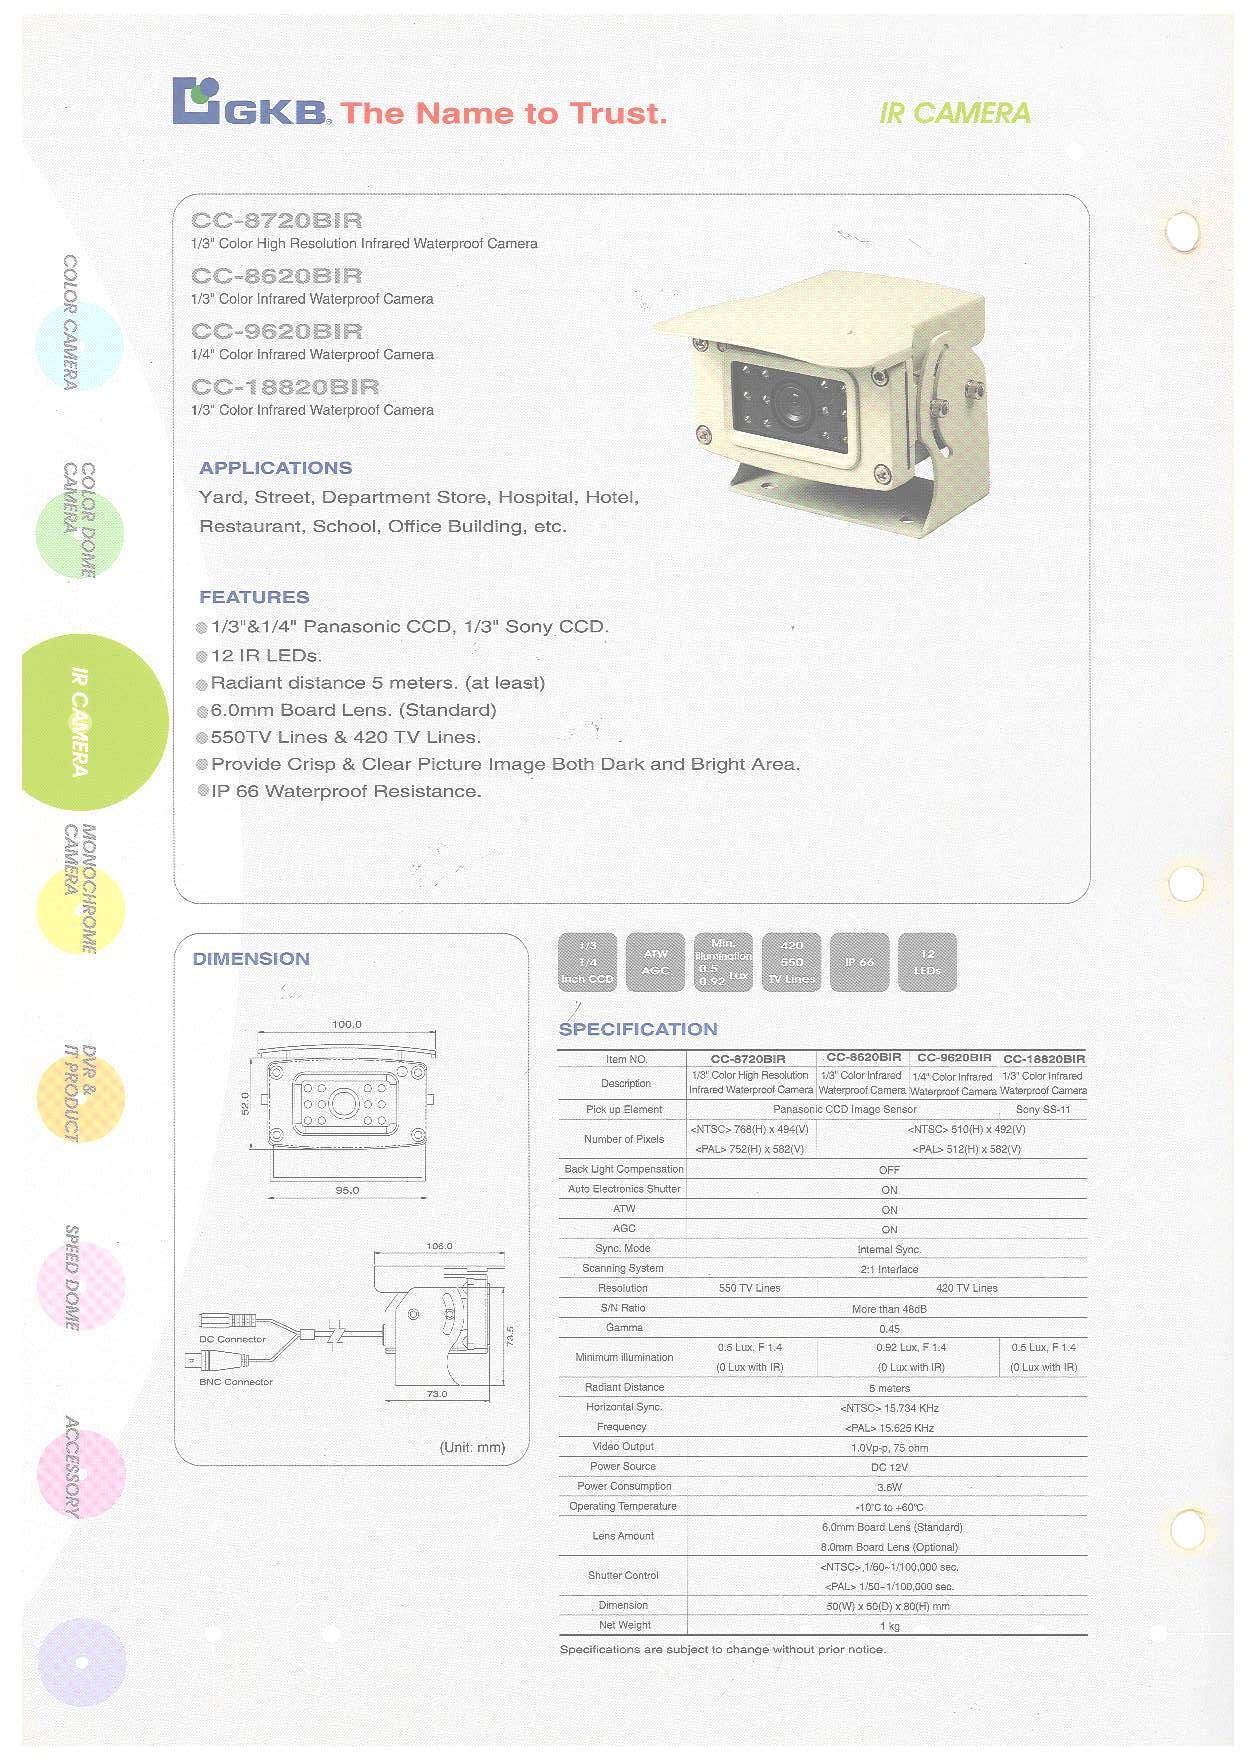 GKB® The Name to Trust.
IR CAMERA
CC-8720BIR
1/3" Color High Resolution Infrared Waterproof Camera
CC-8620BIR
1/3" Color Infrared Waterproof Camera
CC-9620BIR
1/4" Color Infrared Waterproof Camera
CC-18820BIR
1/3" Color Infrared Waterproof Camera
APPLICATIONS
Yard, Street, Department Store, Hospital, Hotel,
Restaurant, School, Office Building, etc.
FEATURES
1/3"&1/4" Panasonic CCD, 1/3" Sony CCD.
12 IR LEDs.
Radiant distance 5 meters. (at least)
6.0mm Board Lens. (Standard)
550TV Lines & 420 TV Lines.
Provide Crisp & Clear Picture Image Both Dark and Bright Area.
IP 66 Waterproof Resistance.
COLOR CAMERA
COLOR DOME
CAMERA
IR CAMERA
MONOCHROME
CAMERA
DVR &
IT PRODUCT
SPEED DOME
ACCESSORY
DIMENSION
100.0
52.0
95.0
106.0
73.5
73.0
DC Connector
BNC Connector
(Unit: mm)
1/3
1/4
Inch CCD
ATW
AGC
Min.
Illumination
0.5
0.92 Lux
420
550
TV Lines
IP 66
12
LEDs
SPECIFICATION
Item NO. CC-8720BIR CC-8620BIR CC-9620BIR CC-18820BIR
Description
1/3" Color High Resolution 1/3" Color Infrared 1/4" Color Infrared 1/3" Color Infrared
Infrared Waterproof Camera Waterproof Camera Waterproof Camera Waterproof Camera
Pick up Element Panasonic CCD Image Sensor Sony SS-11
Number of Pixels
<NTSC> 768(H) x 494(V) <NTSC> 510(H) x 492(V)
<PAL> 752(H) x 582(V) <PAL> 512(H) x 582(V)
Back Light Compensation OFF
Auto Electronics Shutter ON
ATW ON
AGC ON
Sync. Mode Internal Sync.
Scanning System 2:1 Interlace
Resolution 550 TV Lines 420 TV Lines
S/N Ratio More than 48dB
Gamma 0.45
Minimum Illumination
0.5 Lux, F 1.4 0.92 Lux, F 1.4 0.5 Lux, F 1.4
(0 Lux with IR) (0 Lux with IR) (0 Lux with IR)
Radiant Distance 5 meters
Horizontal Sync. <NTSC> 15.734 KHz
Frequency <PAL> 15.625 KHz
Video Output 1.0Vp-p, 75 ohm
Power Source DC 12V
Power Consumption 3.6W
Operating Temperature -10°C to +60°C
Lens Amount
6.0mm Board Lens (Standard)
8.0mm Board Lens (Optional)
Shutter Control
<NTSC> 1/60~1/100,000 sec.
<PAL> 1/50~1/100,000 sec.
Dimension 50(W) x 50(D) x 80(H) mm
Net Weight 1 kg
Specifications are subject to change without prior notice.